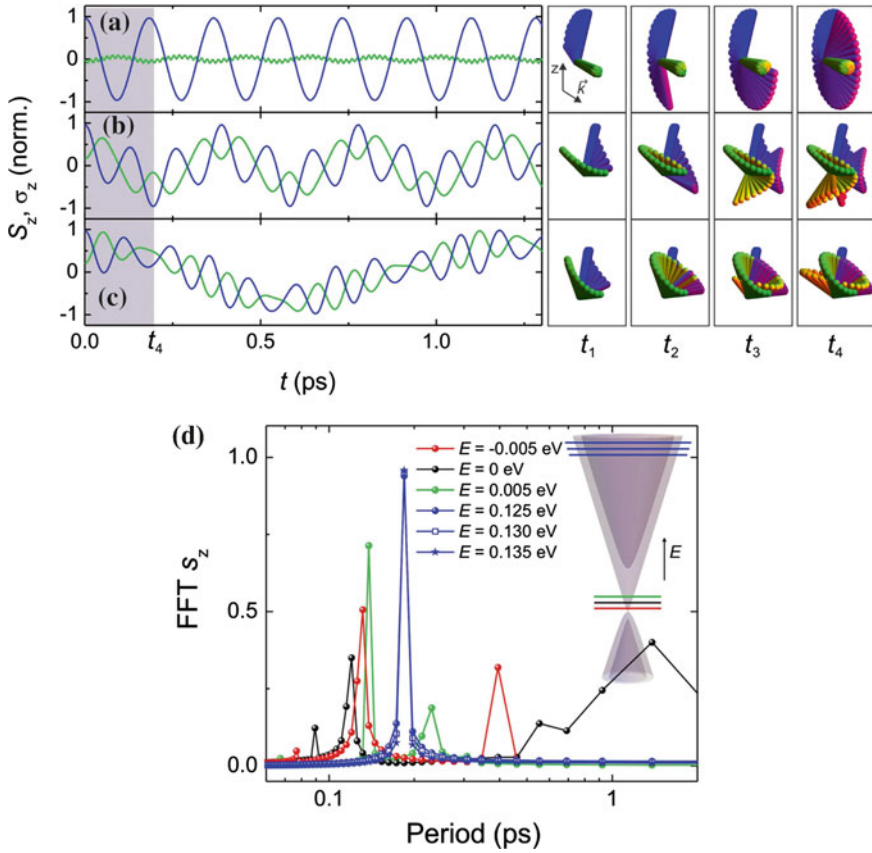 (a)
1
0
-1
(b)
1
0
-1
(c)
1
0
-1
S_z, σ_z (norm.)
0.0
t_4
0.5
1.0
t (ps)
z
k⃗
t_1
t_2
t_3
t_4
(d)
E = -0.005 eV
E = 0 eV
E = 0.005 eV
E = 0.125 eV
E = 0.130 eV
E = 0.135 eV
E
1.0
0.5
0.0
FFT s_z
0.1
1
Period (ps)